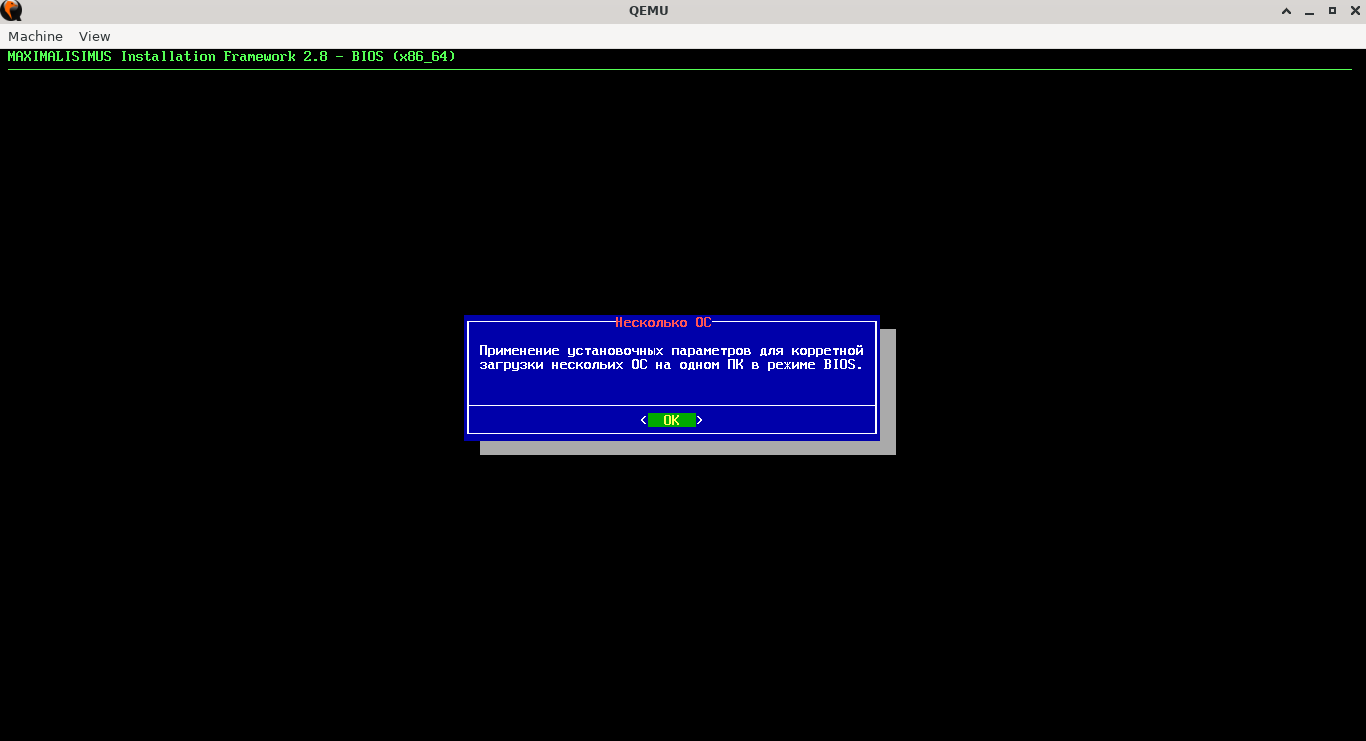 QEMU
Machine View
MAXIMALISIMUS Installation Framework 2.8 - BIOS (x86_64)
Несколько ОС
Применение установочных параметров для корретной
загрузки нескольих ОС на одном ПК в режиме BIOS.
< OK >